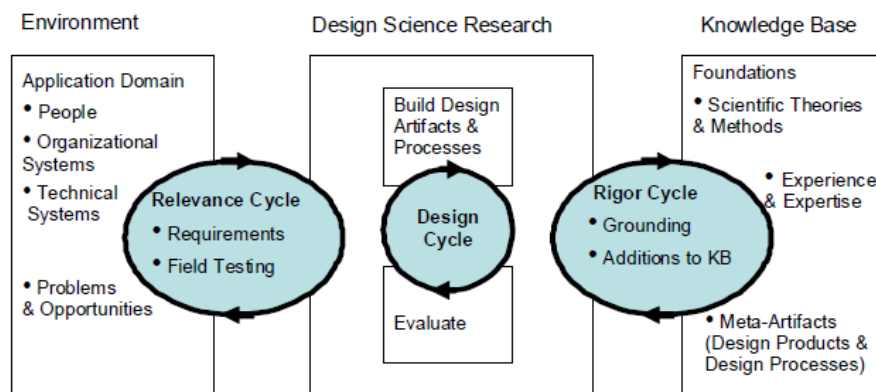 Environment
Design Science Research
Knowledge Base
Application Domain
• People
• Organizational
Systems
• Technical
Systems
• Problems
& Opportunities
Relevance Cycle
• Requirements
• Field Testing
Build Design
Artifacts &
Processes
Design
Cycle
Evaluate
Rigor Cycle
• Grounding
• Additions to KB
Foundations
• Scientific Theories
& Methods
• Experience
& Expertise
• Meta-Artifacts
(Design Products &
Design Processes)